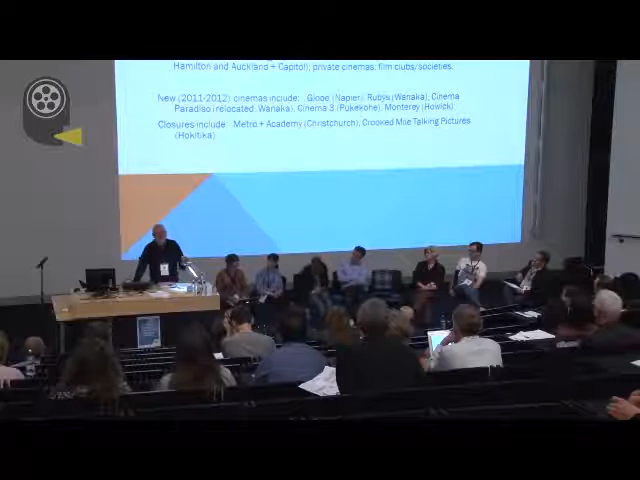 Hamilton and Auckland + Capitol); private cinemas; film clubs/societies.
New (2011-2012) cinemas include: Globe (Napier), Rubys (Wanaka), Cinema
Paradiso (relocated, Wanaka), Cinema 3 (Pukekohe), Monterey (Howick).
Closures include Metro + Academy (Christchurch), Crooked Mile Talking Pictures
(Hokitika)